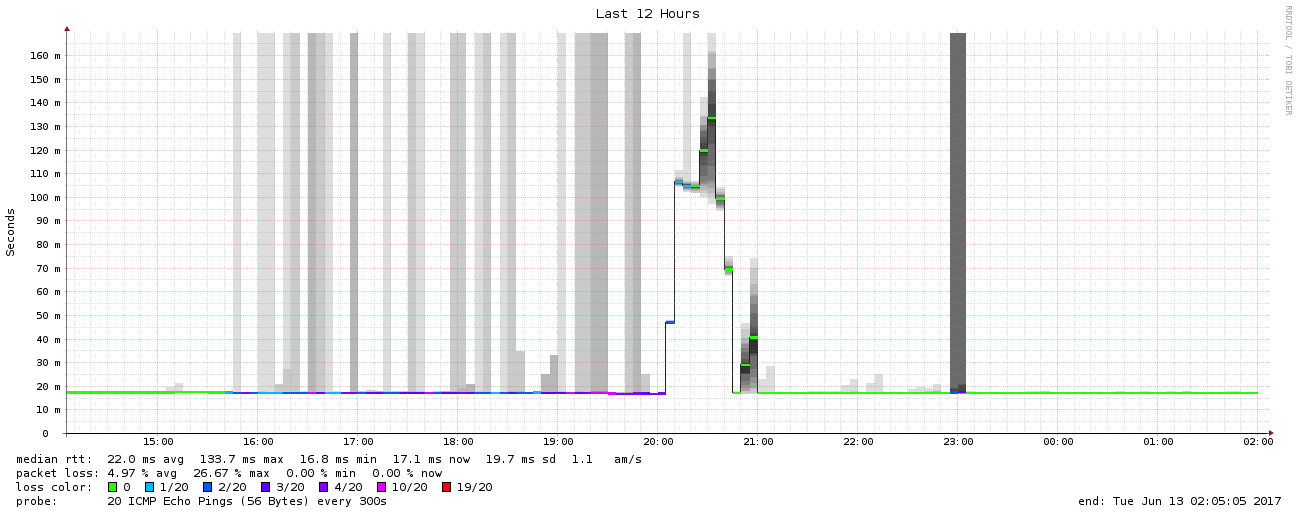 Last 12 Hours
RRDTOOL / TOBI OETIKER
Seconds
160 m
150 m
140 m
130 m
120 m
110 m
100 m
90 m
80 m
70 m
60 m
50 m
40 m
30 m
20 m
10 m
0
15:00 16:00 17:00 18:00 19:00 20:00 21:00 22:00 23:00 00:00 01:00 02:00
median rtt: 22.0 ms avg 133.7 ms max 16.8 ms min 17.1 ms now 19.7 ms sd 1.1 am/s
packet loss: 4.97 % avg 26.67 % max 0.00 % min 0.00 % now
loss color: 0 1/20 2/20 3/20 4/20 10/20 19/20
probe: 20 ICMP Echo Pings (56 Bytes) every 300s
end: Tue Jun 13 02:05:05 2017